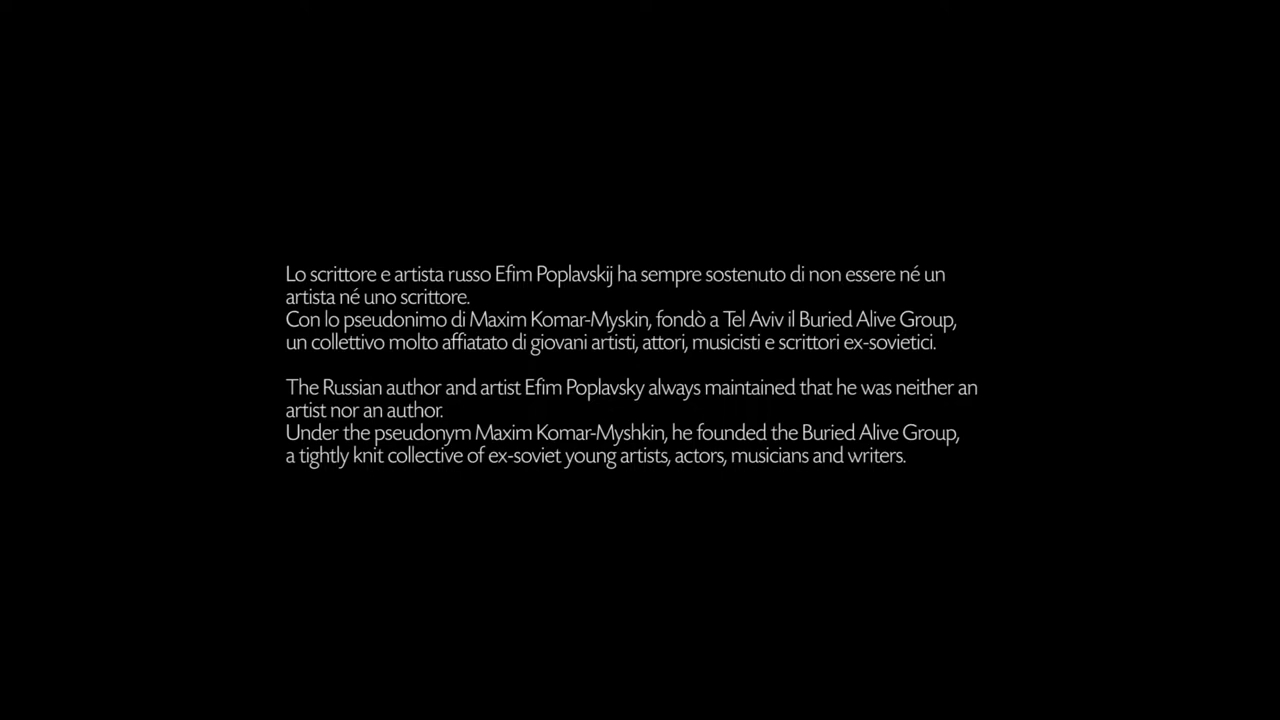 Lo scrittore e artista russo Efim Poplavskij ha sempre sostenuto di non essere né un
artista né uno scrittore.
Con lo pseudonimo di Maxim Komar-Myskin, fondò a Tel Aviv il Buried Alive Group,
un collettivo molto affiatato di giovani artisti, attori, musicisti e scrittori ex-sovietici.
The Russian author and artist Efim Poplavsky always maintained that he was neither an
artist nor an author.
Under the pseudonym Maxim Komar-Myshkin, he founded the Buried Alive Group,
a tightly knit collective of ex-soviet young artists, actors, musicians and writers.